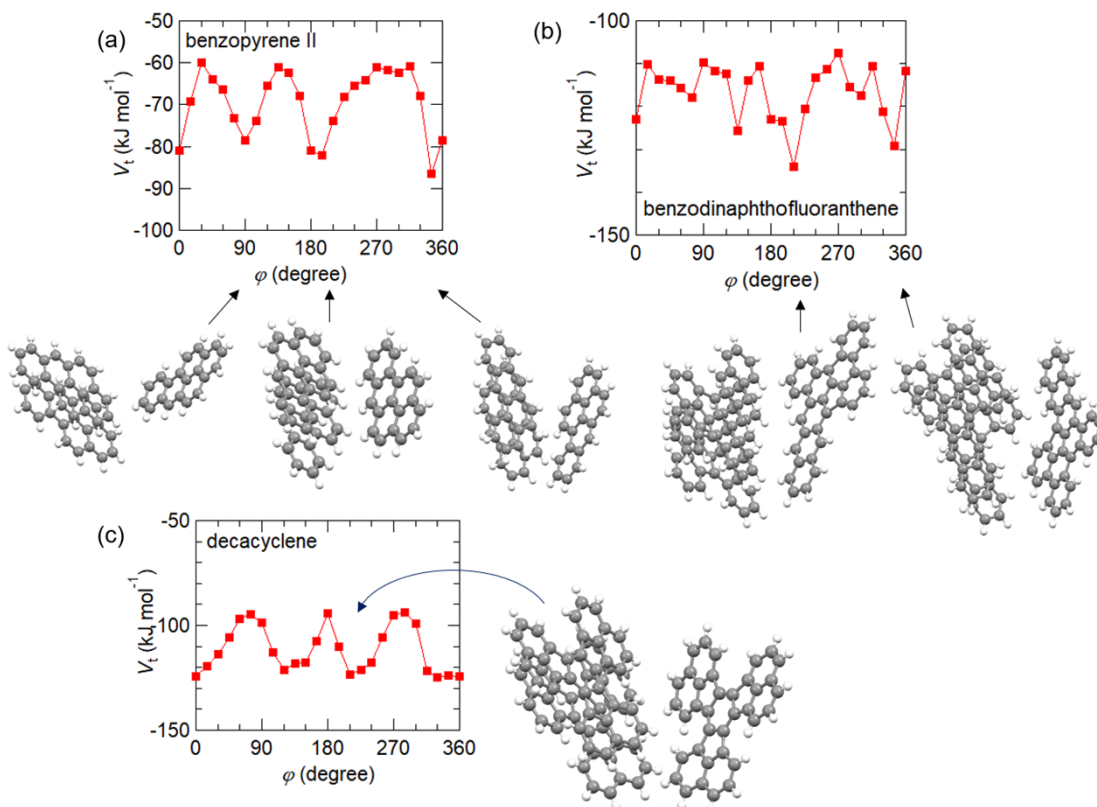 (a)
benzopyrene II
-50
-60
-70
-80
-90
-100
Vt (kJ mol-1)
0 90 180 270 360
φ (degree)
(b)
-100
-150
Vt (kJ mol-1)
benzodinaphthofluoranthene
0 90 180 270 360
φ (degree)
(c)
decacyclene
-50
-100
-150
Vt (kJ mol-1)
0 90 180 270 360
φ (degree)